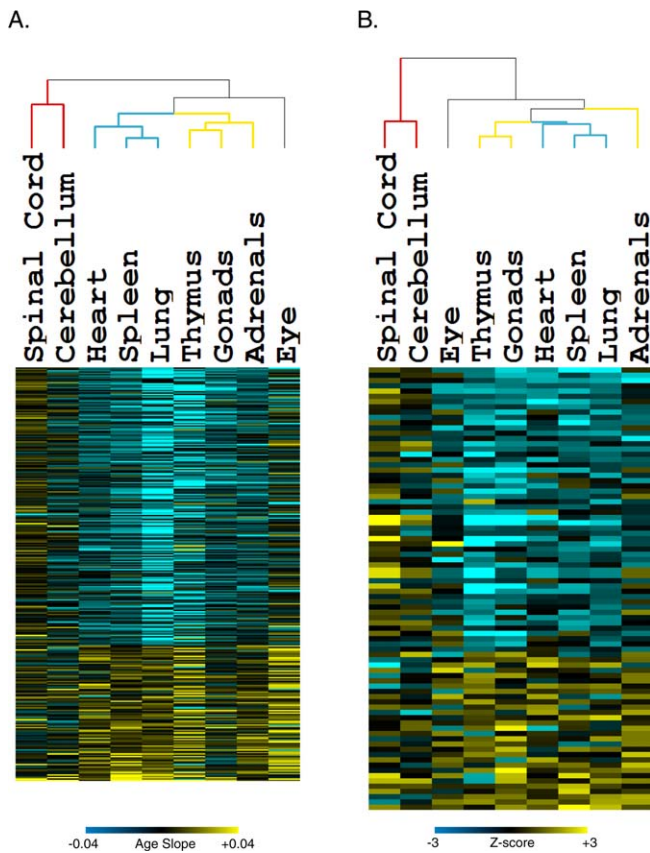 A.
Spinal Cord
Cerebellum
Heart
Spleen
Lung
Thymus
Gonads
Adrenals
Eye
-0.04 Age Slope +0.04
B.
Spinal Cord
Cerebellum
Eye
Thymus
Gonads
Heart
Spleen
Lung
Adrenals
-3 Z-score +3